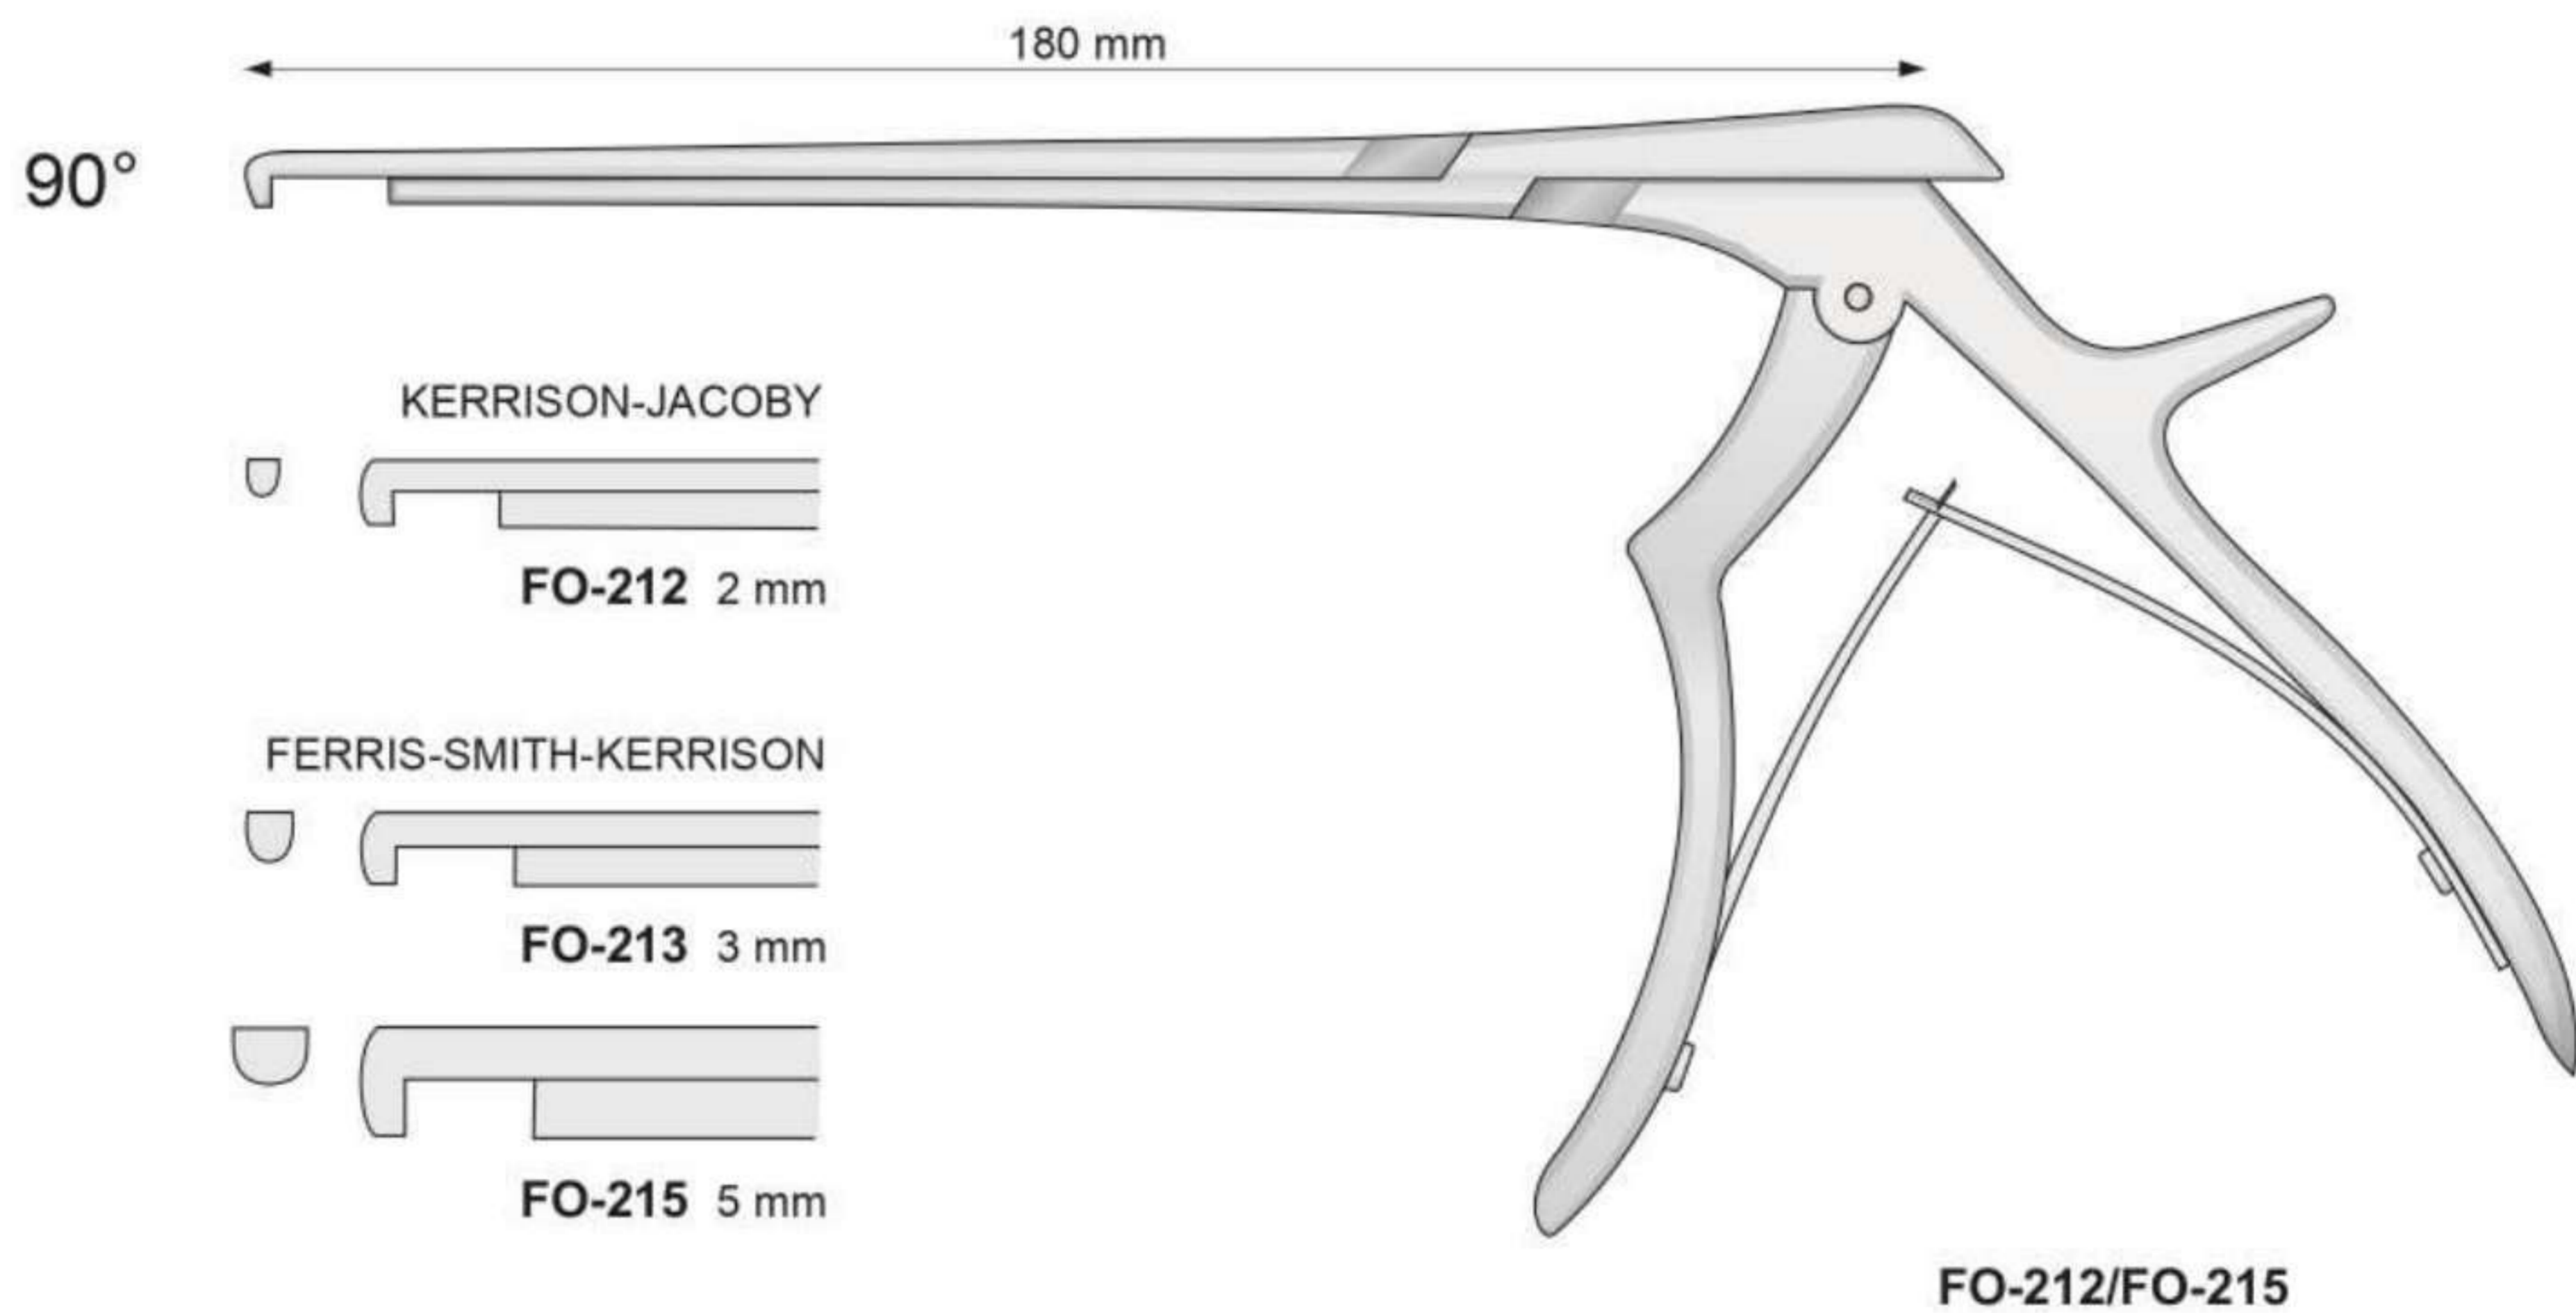 180 mm
90°
KERRISON-JACOBY
FO-212 2 mm
FERRIS-SMITH-KERRISON
FO-213 3 mm
FO-215 5 mm
FO-212/FO-215